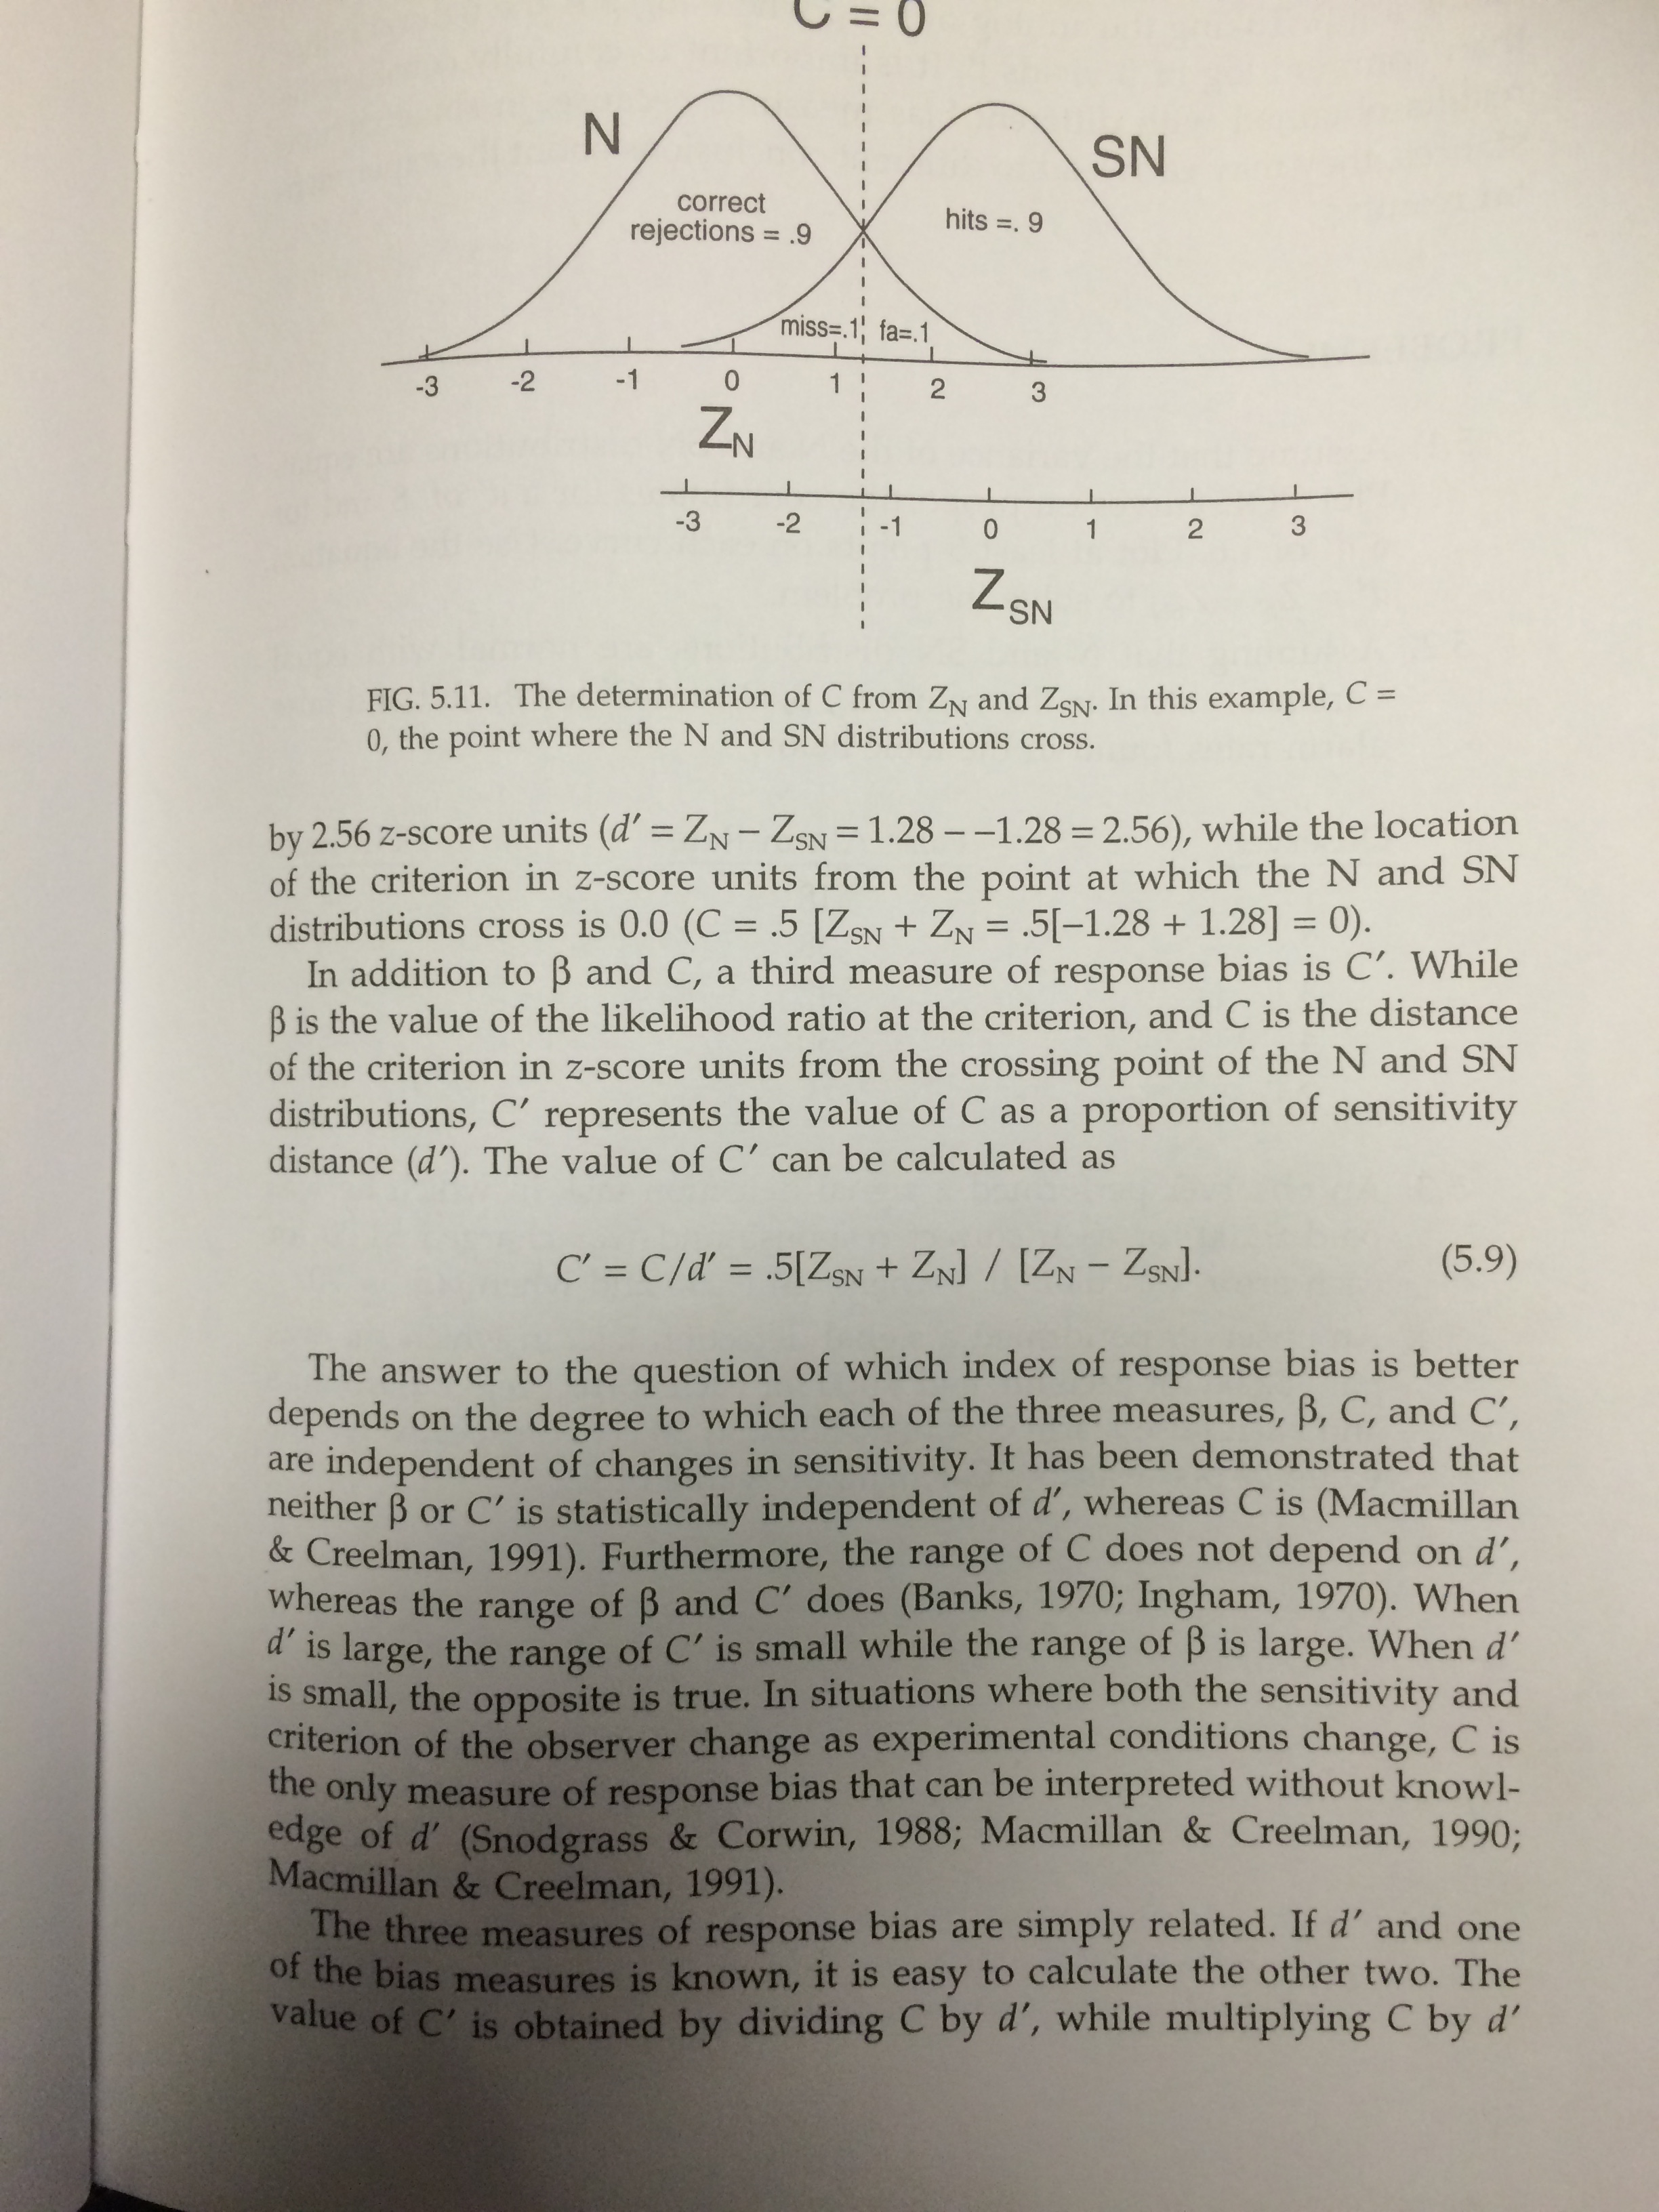 C = 0
N
SN
correct
rejections = .9
hits =. 9
miss=.1
fa=.1
-3 -2 -1 0 1 2 3
Z_N
-3 -2 -1 0 1 2 3
Z_SN
FIG. 5.11. The determination of C from Z_N and Z_SN. In this example, C =
0, the point where the N and SN distributions cross.
by 2.56 z-score units (d′ = Z_N – Z_SN = 1.28 – –1.28 = 2.56), while the location
of the criterion in z-score units from the point at which the N and SN
distributions cross is 0.0 (C = .5 [Z_SN + Z_N = .5[–1.28 + 1.28] = 0).
In addition to β and C, a third measure of response bias is C′. While
β is the value of the likelihood ratio at the criterion, and C is the distance
of the criterion in z-score units from the crossing point of the N and SN
distributions, C′ represents the value of C as a proportion of sensitivity
distance (d′). The value of C′ can be calculated as
C′ = C/d′ = .5[Z_SN + Z_N] / [Z_N – Z_SN]. (5.9)
The answer to the question of which index of response bias is better
depends on the degree to which each of the three measures, β, C, and C′,
are independent of changes in sensitivity. It has been demonstrated that
neither β or C′ is statistically independent of d′, whereas C is (Macmillan
& Creelman, 1991). Furthermore, the range of C does not depend on d′,
whereas the range of β and C′ does (Banks, 1970; Ingham, 1970). When
d′ is large, the range of C′ is small while the range of β is large. When d′
is small, the opposite is true. In situations where both the sensitivity and
criterion of the observer change as experimental conditions change, C is
the only measure of response bias that can be interpreted without knowl-
edge of d′ (Snodgrass & Corwin, 1988; Macmillan & Creelman, 1990;
Macmillan & Creelman, 1991).
The three measures of response bias are simply related. If d′ and one
of the bias measures is known, it is easy to calculate the other two. The
value of C′ is obtained by dividing C by d′, while multiplying C by d′